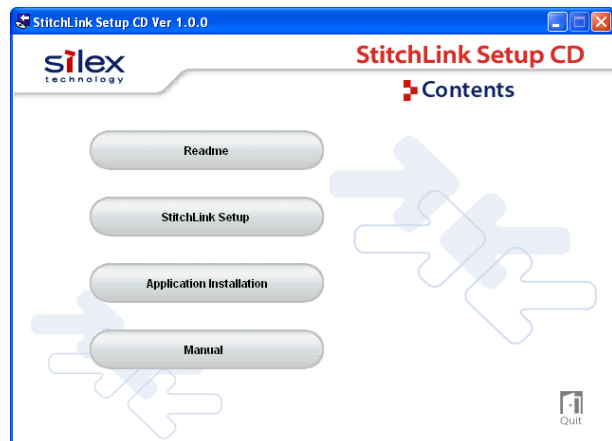 StitchLink Setup CD Ver 1.0.0
silex
technology
StitchLink Setup CD
Contents
Readme
StitchLink Setup
Application Installation
Manual
Quit